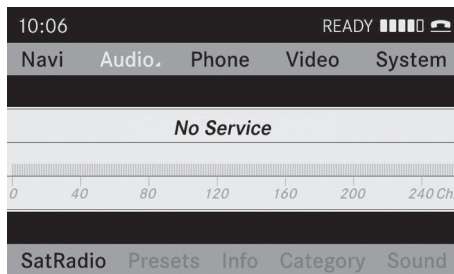 10:06 READY
Navi Audio Phone Video System
No Service
0 40 80 120 160 200 240 Ch.
SatRadio Presets Info Category Sound